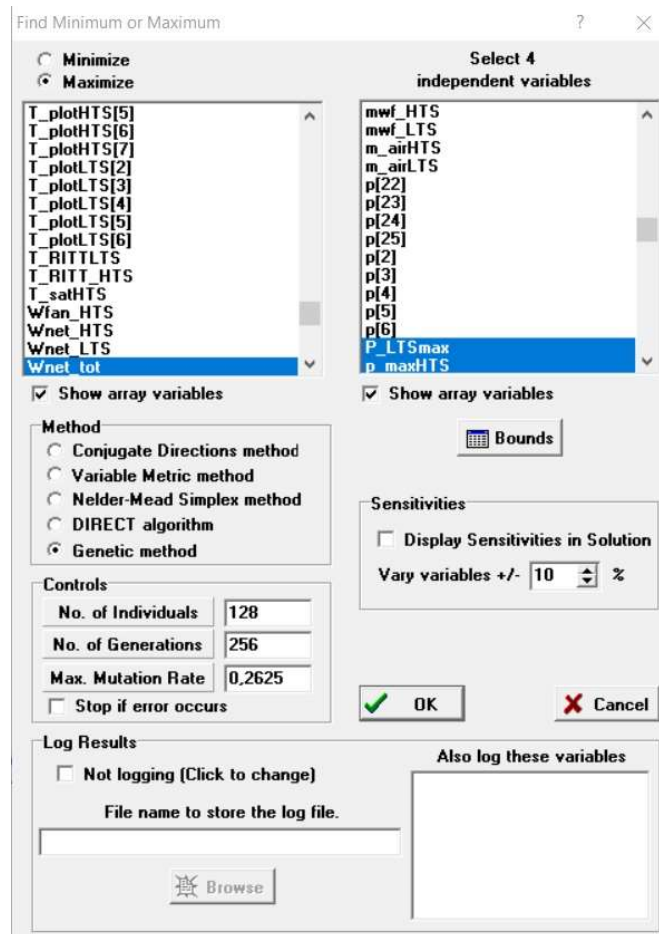 Find Minimum or Maximum
?
Minimize
Maximize
T_plotHTS[5]
T_plotHTS[6]
T_plotHTS[7]
T_plotLTS[2]
T_plotLTS[3]
T_plotLTS[4]
T_plotLTS[5]
T_plotLTS[6]
T_RITTLTS
T_RITT_HTS
T_satHTS
Wfan_HTS
Wnet_HTS
Wnet_LTS
Wnet_tot
Show array variables
Select 4
independent variables
mwf_HTS
mwf_LTS
m_airHTS
m_airLTS
p[22]
p[23]
p[24]
p[25]
p[2]
p[3]
p[4]
p[5]
p[6]
P_LTSmax
p_maxHTS
Show array variables
Bounds
Method
Conjugate Directions method
Variable Metric method
Nelder-Mead Simplex method
DIRECT algorithm
Genetic method
Sensitivities
Display Sensitivities in Solution
Vary variables +/- 10 %
Controls
No. of Individuals 128
No. of Generations 256
Max. Mutation Rate 0,2625
Stop if error occurs
OK
Cancel
Log Results
Not logging (Click to change)
File name to store the log file.
Browse
Also log these variables